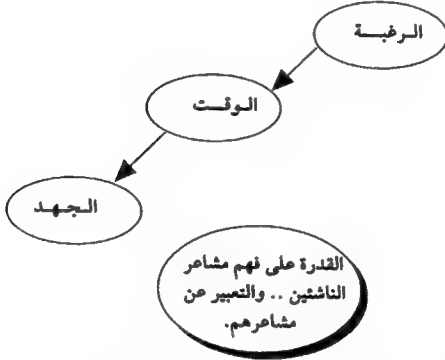 الرغبة
الوقت
الجهد
القدرة على فهم مشاعر
الناشئين .. والتعبير عن
مشاعرهم.